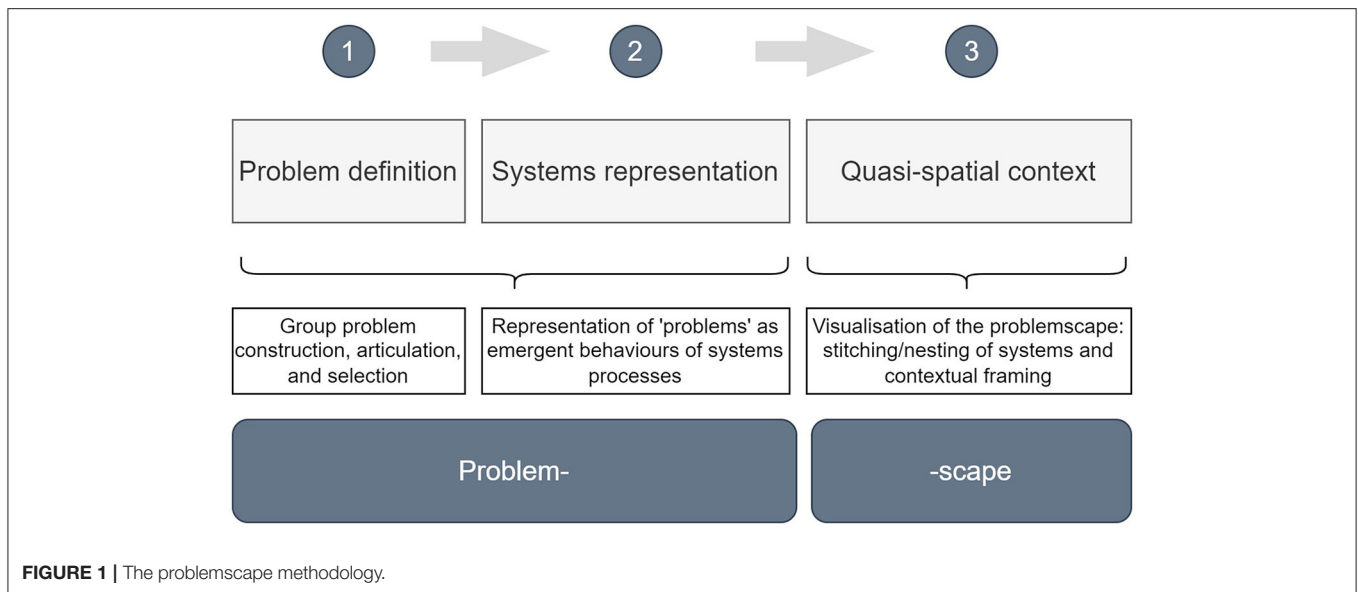 1
2
3
Problem definition
Systems representation
Quasi-spatial context
Group problem
construction, articulation,
and selection
Representation of 'problems' as
emergent behaviours of systems
processes
Visualisation of the problemscape:
stitching/nesting of systems and
contextual framing
Problem-
-scape
FIGURE 1 | The problemscape methodology.